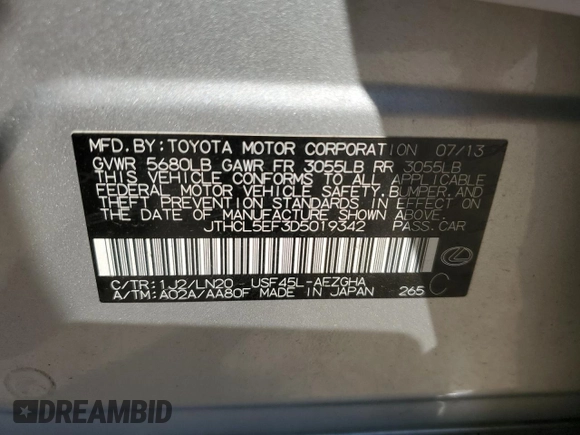 MFD.BY:TOYOTA MOTOR CORPORATION 07/13
GVWR 5680LB GAWR FR 3055LB RR 3055LB
THIS VEHICLE CONFORMS TO ALL APPLICABLE
FEDERAL MOTOR VEHICLE SAFETY, BUMPER, AND
THEFT PREVENTION STANDARDS IN EFFECT ON
THE DATE OF MANUFACTURE SHOWN ABOVE.
JTHCL5EF3D5019342 PASS.CAR
C/TR:1J2/LN20 USF45L-AEZGHA
A/TM:A02A/AA80F MADE IN JAPAN 265 C
DREAMBID